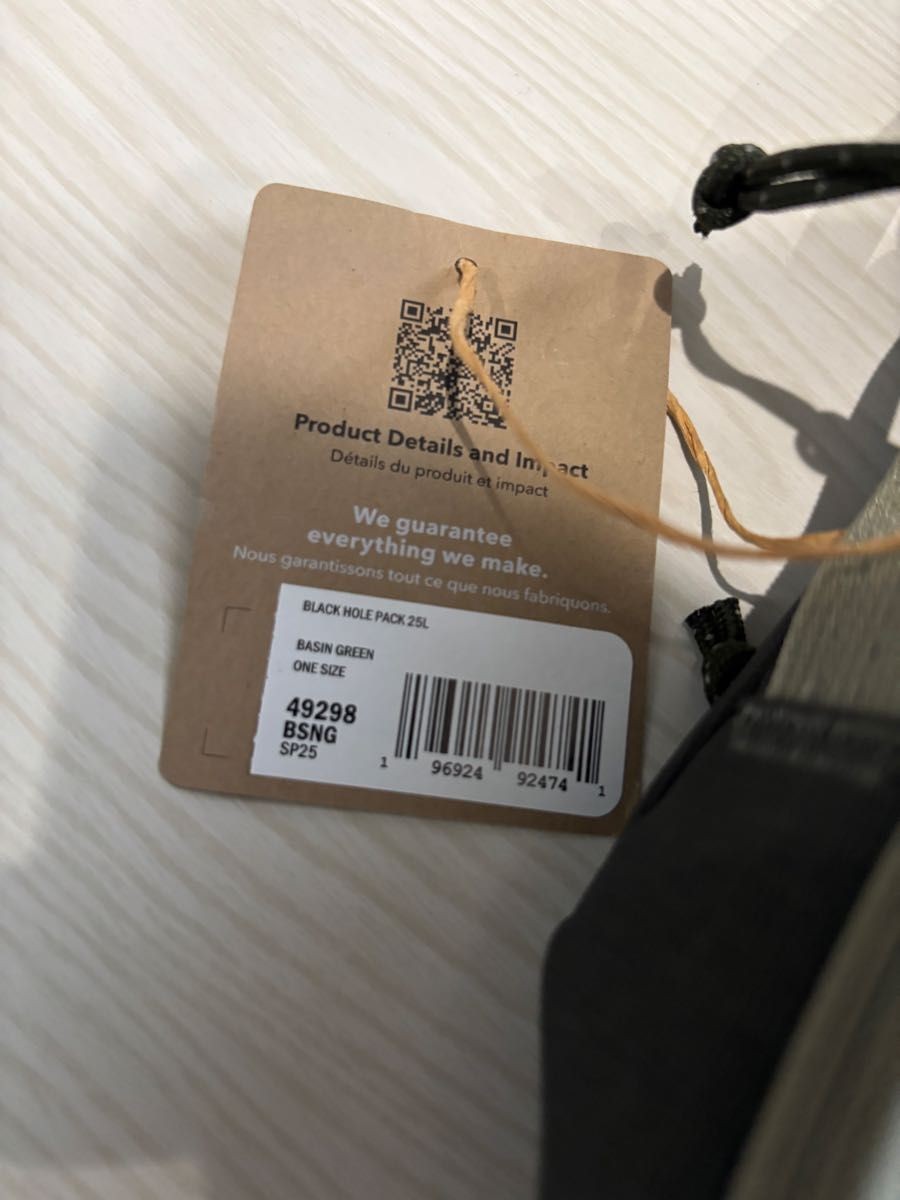 Product Details and Impact
Détails du produit et impact
We guarantee
everything we make.
Nous garantissons tout ce que nous fabriquons.
BLACK HOLE PACK 25L
BASIN GREEN
ONE SIZE
49298
BSNG
SP25
1 96924 92474 1